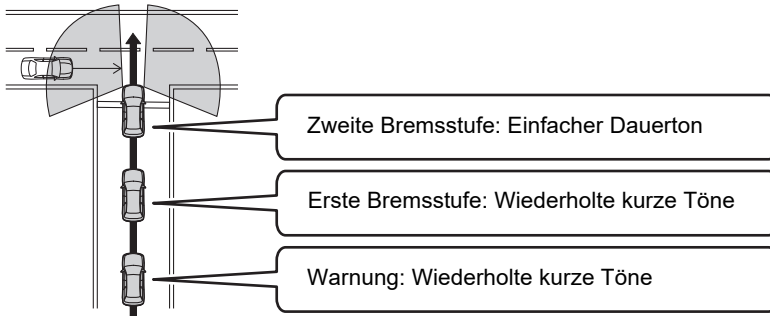 Zweite Bremsstufe: Einfacher Dauerton
Erste Bremsstufe: Wiederholte kurze Töne
Warnung: Wiederholte kurze Töne